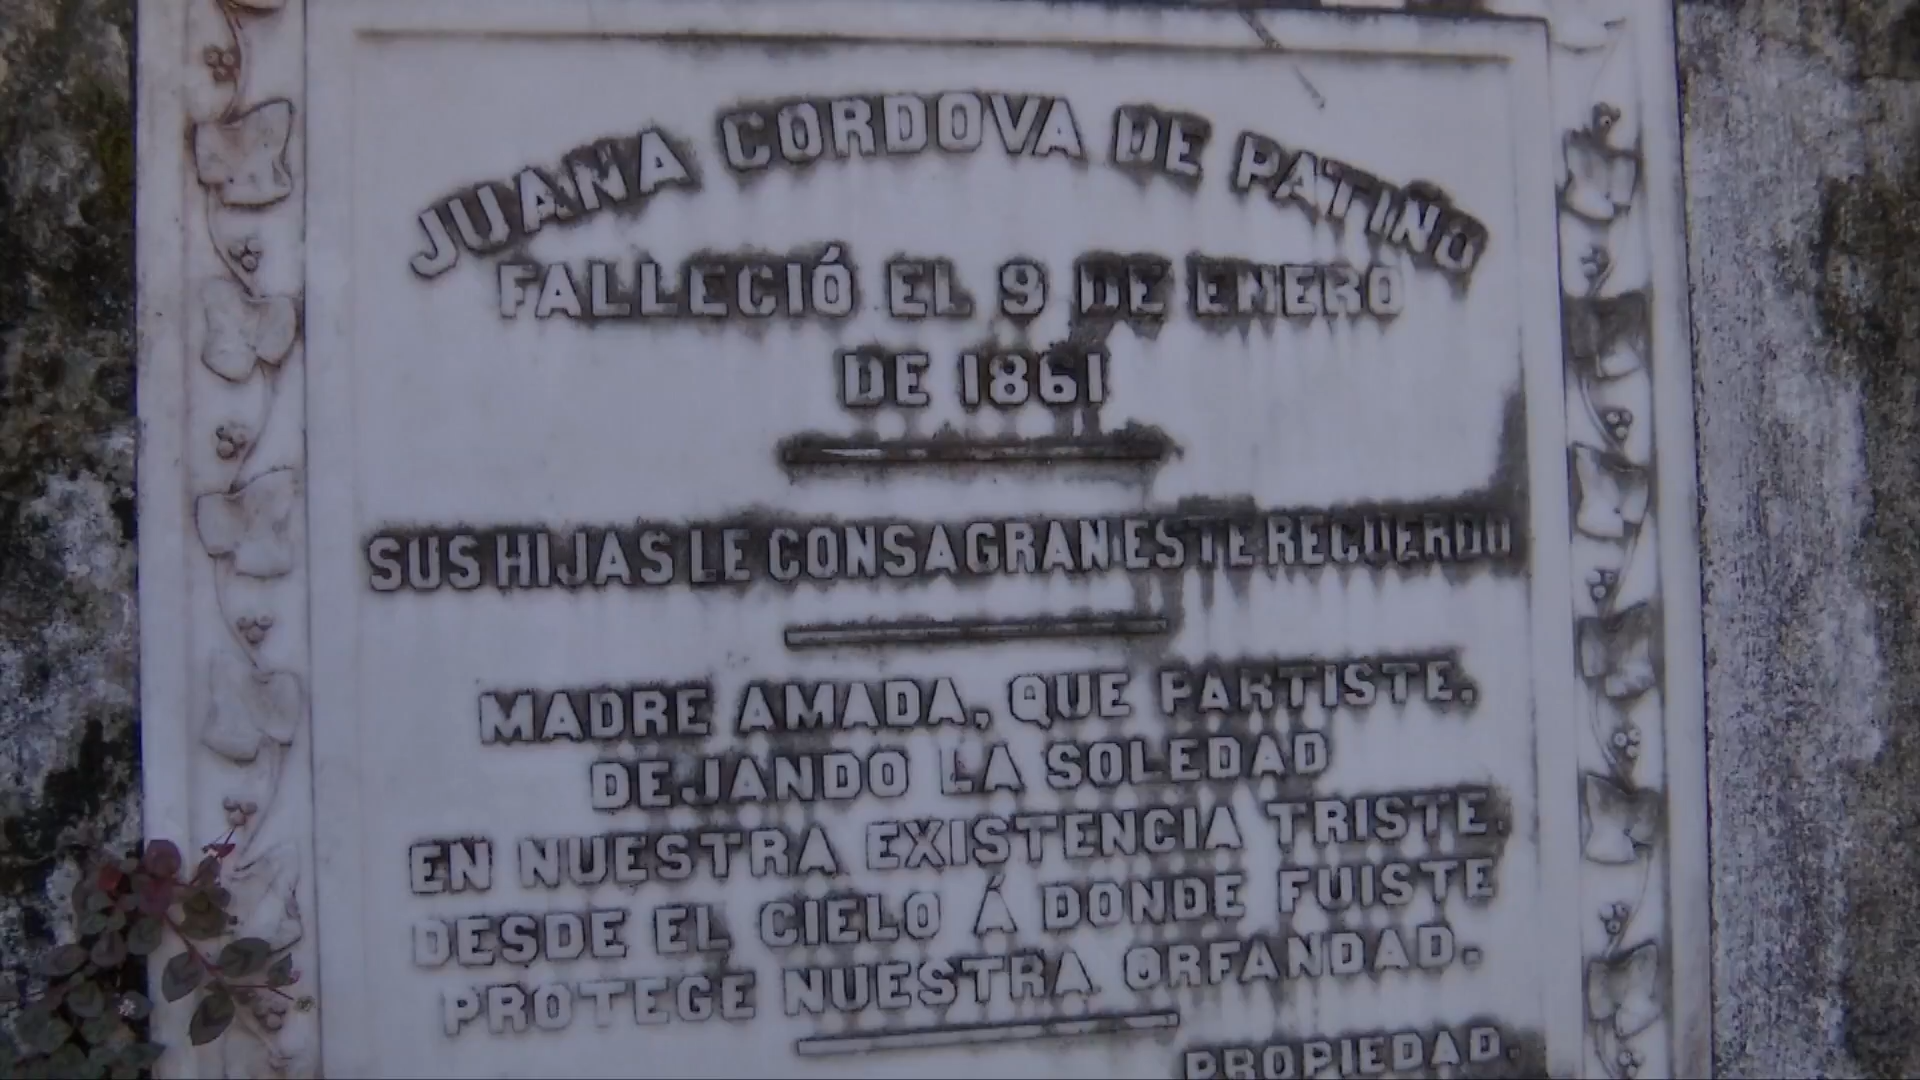 JUANA CORDOVA DE PATIÑO
FALLECIÓ EL 9 DE ENERO
DE 1861
SUS HIJAS LE CONSAGRAN ESTE RECUERDO
MADRE AMADA, QUE PARTISTE,
DEJANDO LA SOLEDAD
EN NUESTRA EXISTENCIA TRISTE.
DESDE EL CIELO Á DONDE FUISTE
PROTEGE NUESTRA ORFANDAD.
PROPIEDAD.